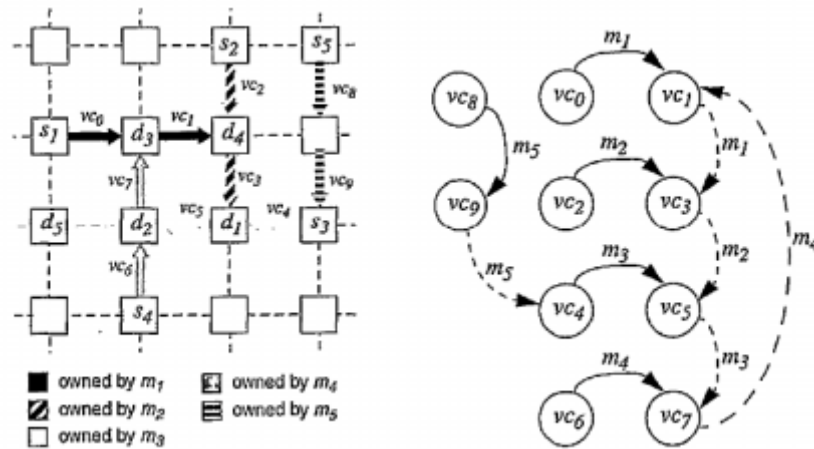 s2 s5
vc2 vc8
s1 vc0 d3 vc1 d4
vc7 vc3 vc9
d5 d2 vc5 d1 vc4 s3
vc6
s4
owned by m1
owned by m2
owned by m3
owned by m4
owned by m5
m1
vc8 vc0 vc1
m5 m2 m1
vc9 vc2 vc3
m5 m3 m2 m4
vc4 vc5
m4 m3
vc6 vc7